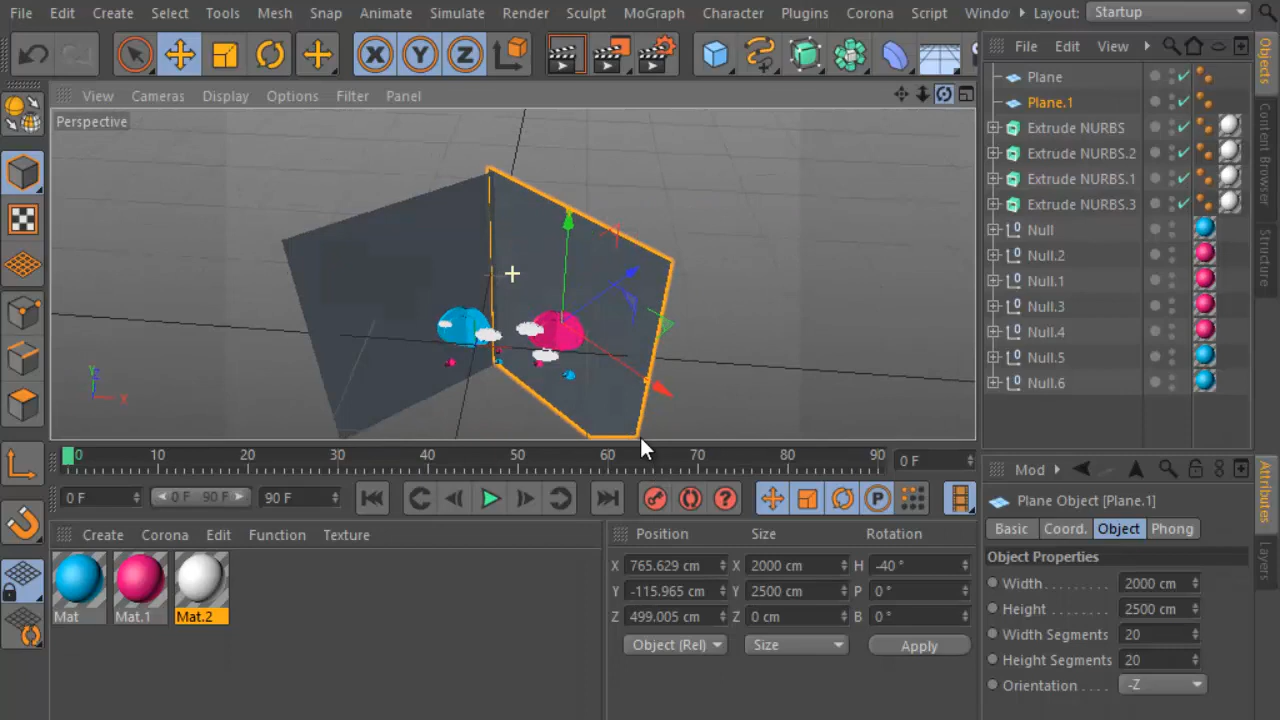 File Edit Create Select Tools Mesh Snap Animate Simulate Render Sculpt MoGraph Character Plugins Corona Script Windo Layout: Startup
X Y Z
File Edit View
View Cameras Display Options Filter Panel
Perspective
Y
X
Plane
Plane.1
Extrude NURBS
Extrude NURBS.2
Extrude NURBS.1
Extrude NURBS.3
Null
Null.2
Null.1
Null.3
Null.4
Null.5
Null.6
Objects
Content Browser
Structure
0 10 20 30 40 50 60 70 80 90 0 F
0 F 0 F 90 F 90 F
P
Create Corona Edit Function Texture
Mat Mat.1 Mat.2
Position Size Rotation
X 765.629 cm X 2000 cm H -40 °
Y -115.965 cm Y 2500 cm P 0 °
Z 499.005 cm Z 0 cm B 0 °
Object (Rel) Size Apply
Mod
Plane Object [Plane.1]
Basic Coord. Object Phong
Object Properties
Width 2000 cm
Height 2500 cm
Width Segments 20
Height Segments 20
Orientation -Z
Attributes
Layers